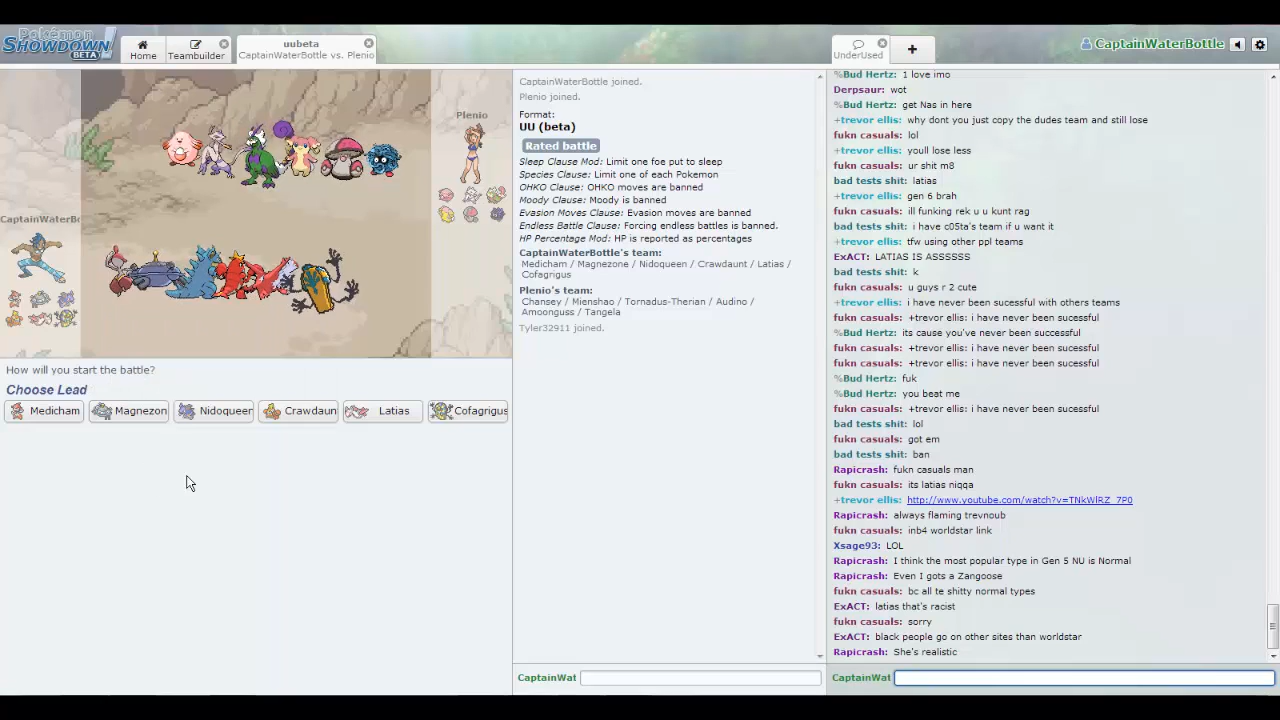 Pokémon
SHOWDOWN!
BETA
Home
Teambuilder
uubeta
CaptainWaterBottle vs. Plenio
UnderUsed
+
CaptainWaterBottle
Plenio
CaptainWaterBo
How will you start the battle?
Choose Lead
Medicham
Magnezon
Nidoqueer
Crawdaun
Latias
Cofagrigus
CaptainWaterBottle joined.
Plenio joined.
Format:
UU (beta)
Rated battle
Sleep Clause Mod: Limit one foe put to sleep
Species Clause: Limit one of each Pokemon
OHKO Clause: OHKO moves are banned
Moody Clause: Moody is banned
Evasion Moves Clause: Evasion moves are banned
Endless Battle Clause: Forcing endless battles is banned.
HP Percentage Mod: HP is reported as percentages
CaptainWaterBottle's team:
Medicham / Magnezone / Nidoqueen / Crawdaunt / Latias /
Cofagrigus
Plenio's team:
Chansey / Mienshao / Tornadus-Therian / Audino /
Amoonguss / Tangela
Tyler32911 joined.
CaptainWat
%Bud Hertz: 1 love imo
Derpsaur: wot
%Bud Hertz: get Nas in here
+trevor ellis: why dont you just copy the dudes team and still lose
fukn casuals: lol
+trevor ellis: youll lose less
fukn casuals: ur shit m8
bad tests shit: latias
+trevor ellis: gen 6 brah
fukn casuals: ill funking rek u u kunt rag
bad tests shit: i have c05ta's team if u want it
+trevor ellis: tfw using other ppl teams
ExACT: LATIAS IS ASSSSSS
bad tests shit: k
fukn casuals: u guys r 2 cute
+trevor ellis: i have never been sucessful with others teams
fukn casuals: +trevor ellis: i have never been sucessful
%Bud Hertz: its cause you've never been successful
fukn casuals: +trevor ellis: i have never been sucessful
fukn casuals: +trevor ellis: i have never been sucessful
%Bud Hertz: fuk
%Bud Hertz: you beat me
fukn casuals: +trevor ellis: i have never been sucessful
bad tests shit: lol
fukn casuals: got em
bad tests shit: ban
Rapicrash: fukn casuals man
fukn casuals: its latias niqqa
+trevor ellis: http://www.youtube.com/watch?v=TNkWlRZ_7P0
Rapicrash: always flaming trevnoub
fukn casuals: inb4 worldstar link
Xsage93: LOL
Rapicrash: I think the most popular type in Gen 5 NU is Normal
Rapicrash: Even I gots a Zangoose
fukn casuals: bc all te shitty normal types
ExACT: latias that's racist
fukn casuals: sorry
ExACT: black people go on other sites than worldstar
Rapicrash: She's realistic
CaptainWat